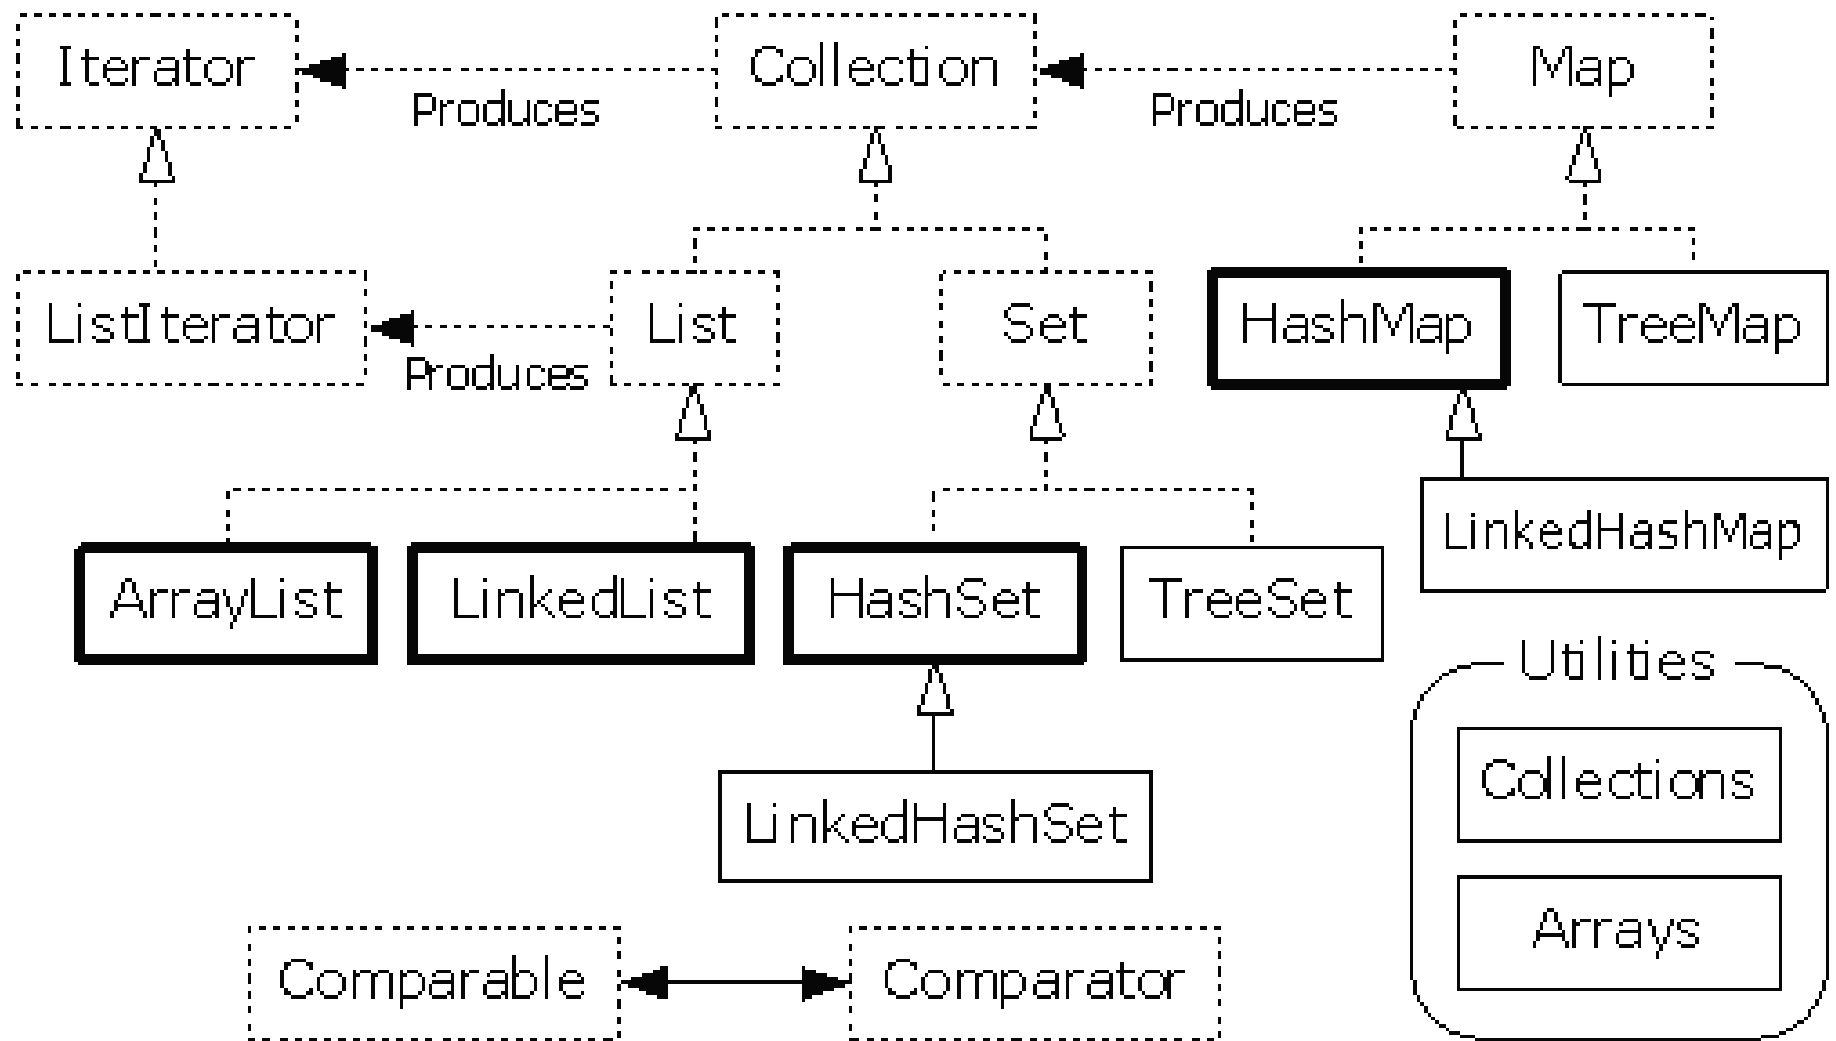 Iterator
Produces
Collection
Produces
Map
ListIterator
Produces
List
Set
HashMap
TreeMap
LinkedHashMap
ArrayList
LinkedList
HashSet
TreeSet
LinkedHashSet
Utilities
Collections
Arrays
Comparable
Comparator